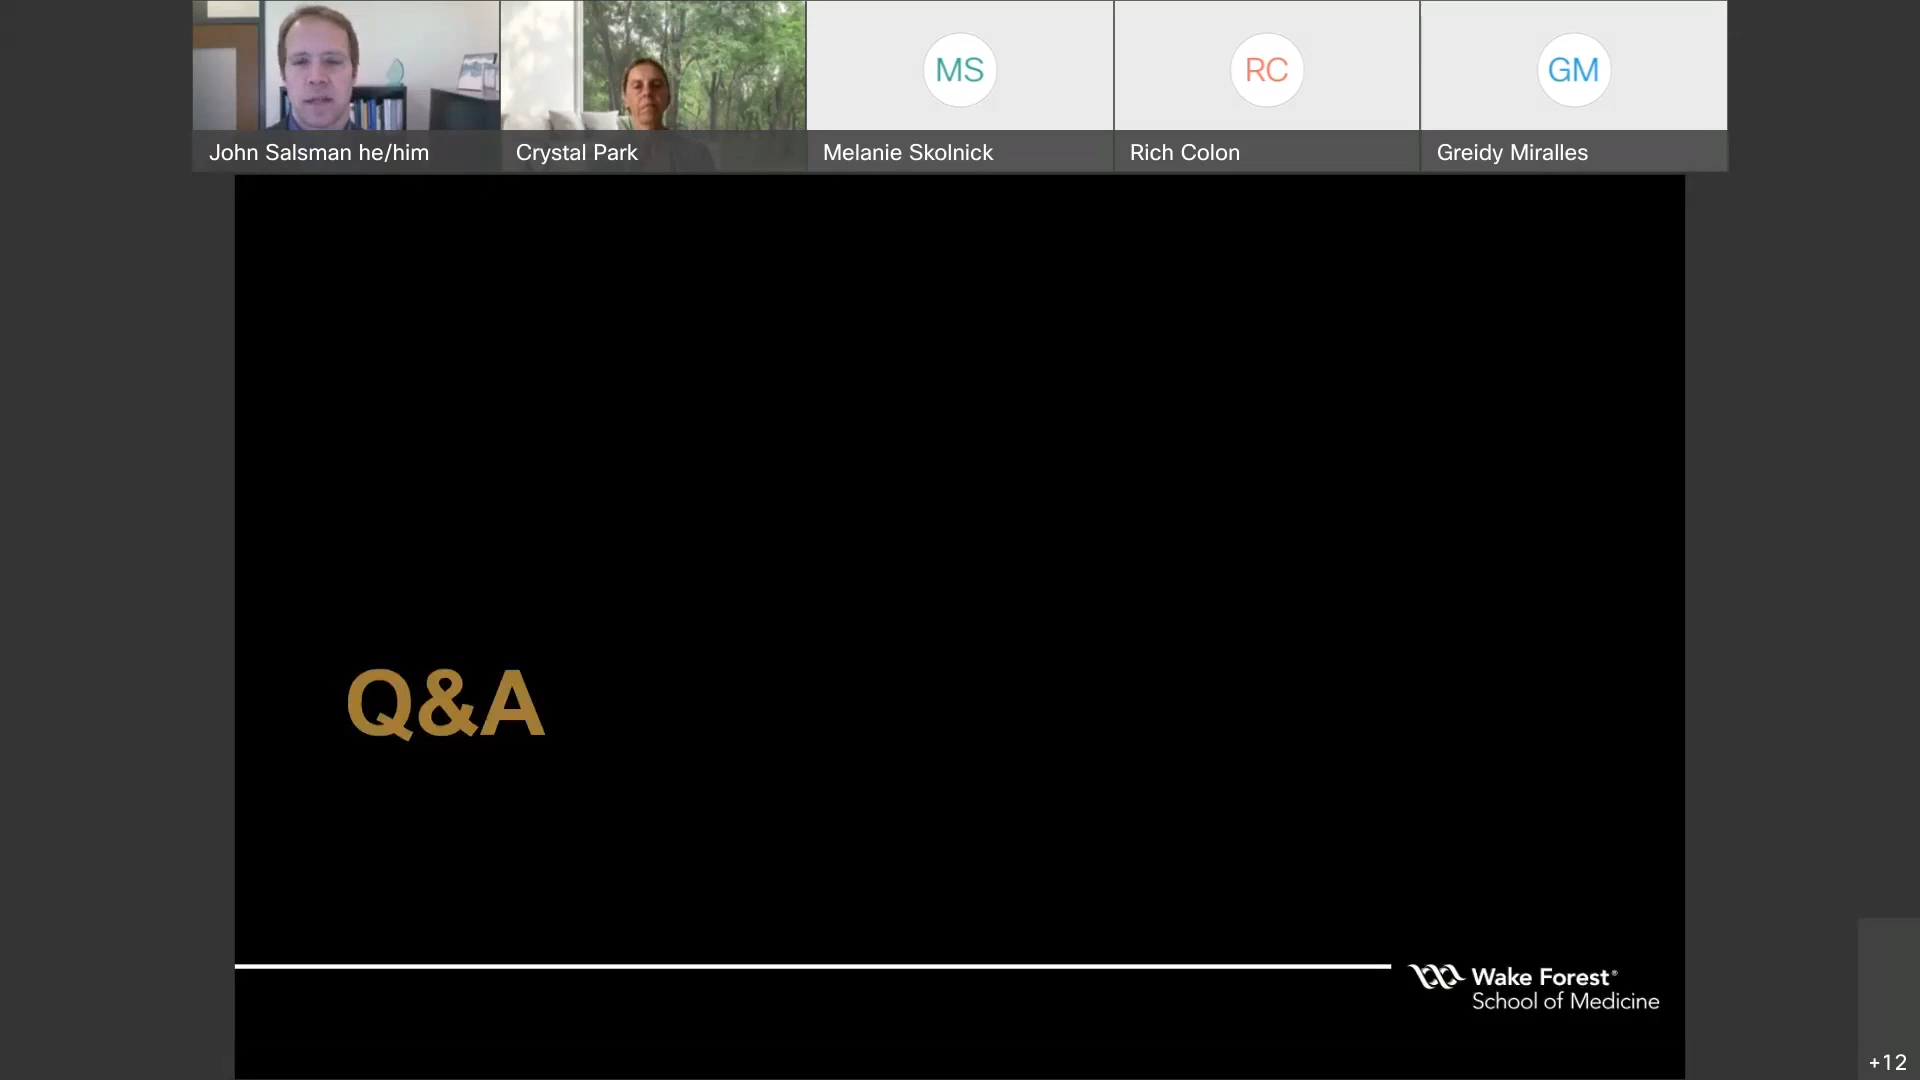 MS
RC
GM
John Salsman he/him
Crystal Park
Melanie Skolnick
Rich Colon
Greidy Miralles
Q&A
Wake Forest®
School of Medicine
+12